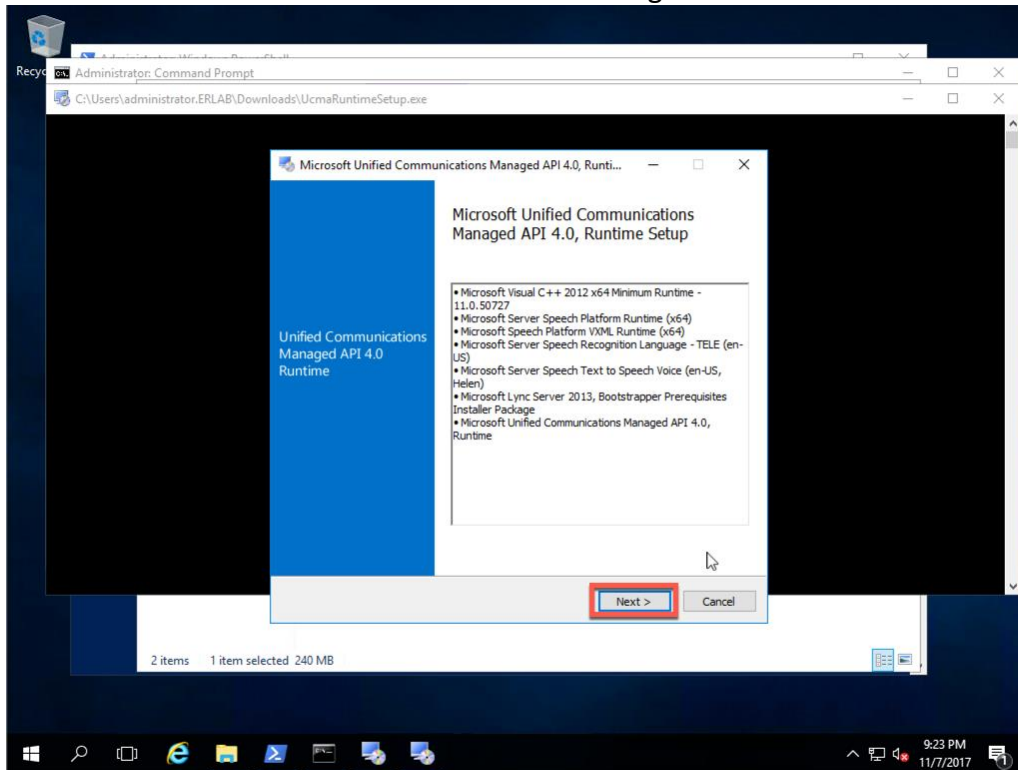 Recyc
Administrator: Windows PowerShell
Administrator: Command Prompt
C:\Users\administrator.ERLAB\Downloads\UcmaRuntimeSetup.exe
Microsoft Unified Communications Managed API 4.0, Runti...
Microsoft Unified Communications
Managed API 4.0, Runtime Setup
Unified Communications
Managed API 4.0
Runtime
• Microsoft Visual C++ 2012 x64 Minimum Runtime -
11.0.50727
• Microsoft Server Speech Platform Runtime (x64)
• Microsoft Speech Platform VXML Runtime (x64)
• Microsoft Server Speech Recognition Language - TELE (en-
US)
• Microsoft Server Speech Text to Speech Voice (en-US,
Helen)
• Microsoft Lync Server 2013, Bootstrapper Prerequisites
Installer Package
• Microsoft Unified Communications Managed API 4.0,
Runtime
Next >
Cancel
2 items 1 item selected 240 MB
9:23 PM
11/7/2017
1